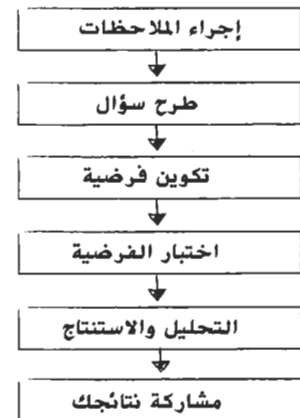 إجراء الملاحظات
طرح سؤال
تكوين فرضية
اختبار الفرضية
التحليل والاستنتاج
مشاركة نتائجك